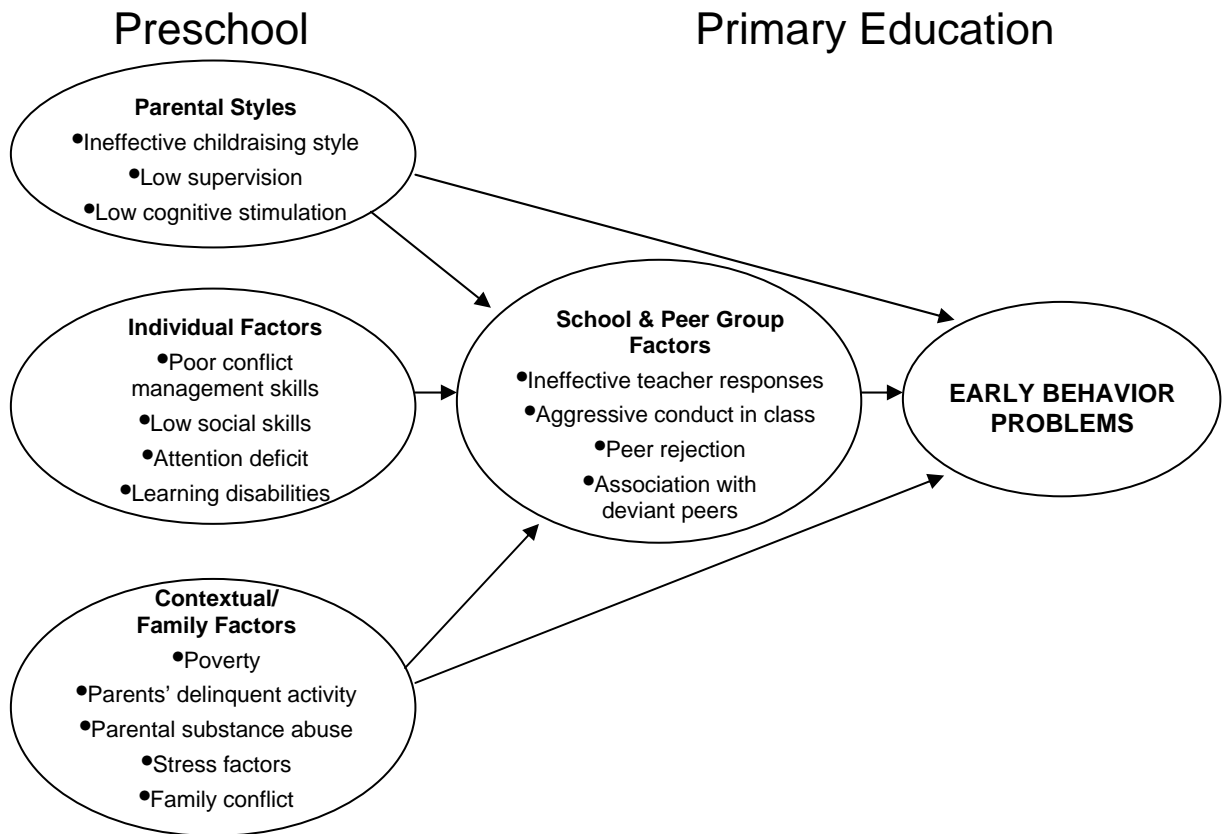 Preschool
Primary Education
Parental Styles
•Ineffective childraising style
•Low supervision
•Low cognitive stimulation
Individual Factors
•Poor conflict
management skills
•Low social skills
•Attention deficit
•Learning disabilities
Contextual/
Family Factors
•Poverty
•Parents’ delinquent activity
•Parental substance abuse
•Stress factors
•Family conflict
School & Peer Group
Factors
•Ineffective teacher responses
•Aggressive conduct in class
•Peer rejection
•Association with
deviant peers
EARLY BEHAVIOR
PROBLEMS